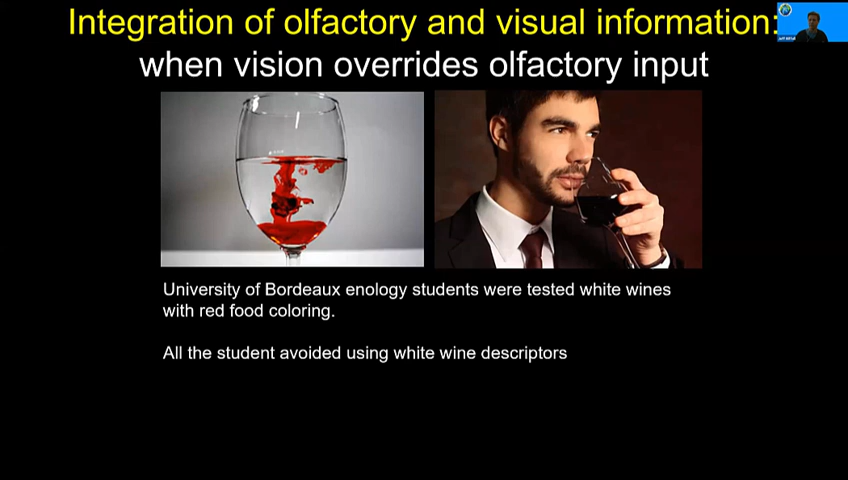 Integration of olfactory and visual information:
when vision overrides olfactory input
University of Bordeaux enology students were tested white wines
with red food coloring.
All the student avoided using white wine descriptors